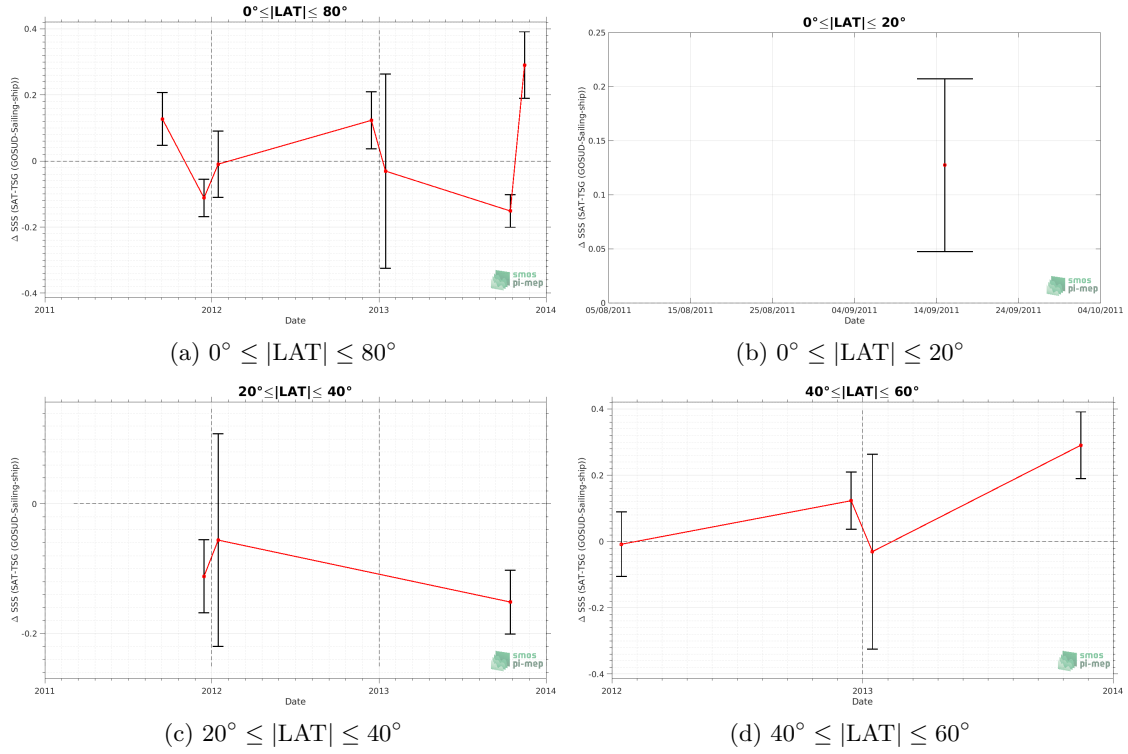 0°≤|LAT|≤ 80°
0.4
0.2
0
-0.2
-0.4
Δ SSS (SAT-TSG (GOSUD-Sailing-ship))
2011
2012
2013
2014
Date
smos
pi-mep
(a) 0° ≤ |LAT| ≤ 80°
0°≤|LAT|≤ 20°
0.25
0.2
0.15
0.1
0.05
0
Δ SSS (SAT-TSG (GOSUD-Sailing-ship))
05/08/2011
15/08/2011
25/08/2011
04/09/2011
14/09/2011
24/09/2011
04/10/2011
Date
smos
pi-mep
(b) 0° ≤ |LAT| ≤ 20°
20°≤|LAT|≤ 40°
0
-0.2
Δ SSS (SAT-TSG (GOSUD-Sailing-ship))
2011
2012
2013
2014
Date
smos
pi-mep
(c) 20° ≤ |LAT| ≤ 40°
40°≤|LAT|≤ 60°
0.4
0.2
0
-0.2
-0.4
Δ SSS (SAT-TSG (GOSUD-Sailing-ship))
2012
2013
2014
Date
smos
pi-mep
(d) 40° ≤ |LAT| ≤ 60°